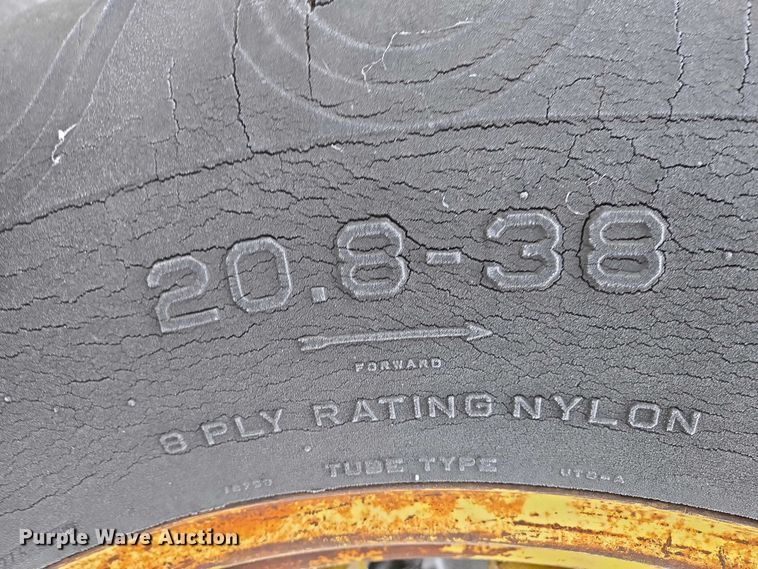 20.8-38
FORWARD
8 PLY RATING NYLON
TUBE TYPE
Purple Wave Auction